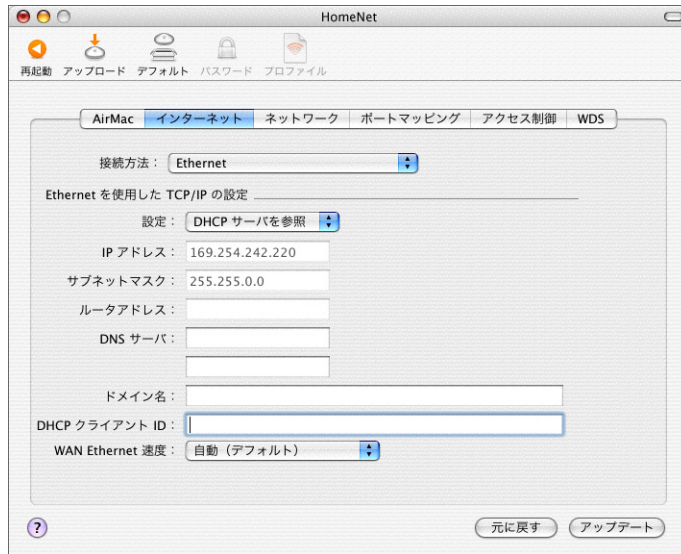 HomeNet
再起動 アップロード デフォルト パスワード プロファイル
AirMac インターネット ネットワーク ポートマッピング アクセス制御 WDS
接続方法： Ethernet
Ethernet を使用した TCP/IP の設定
設定： DHCP サーバを参照
IP アドレス： 169.254.242.220
サブネットマスク： 255.255.0.0
ルータアドレス：
DNS サーバ：
ドメイン名：
DHCP クライアント ID：
WAN Ethernet 速度： 自動（デフォルト）
? 元に戻す アップデート